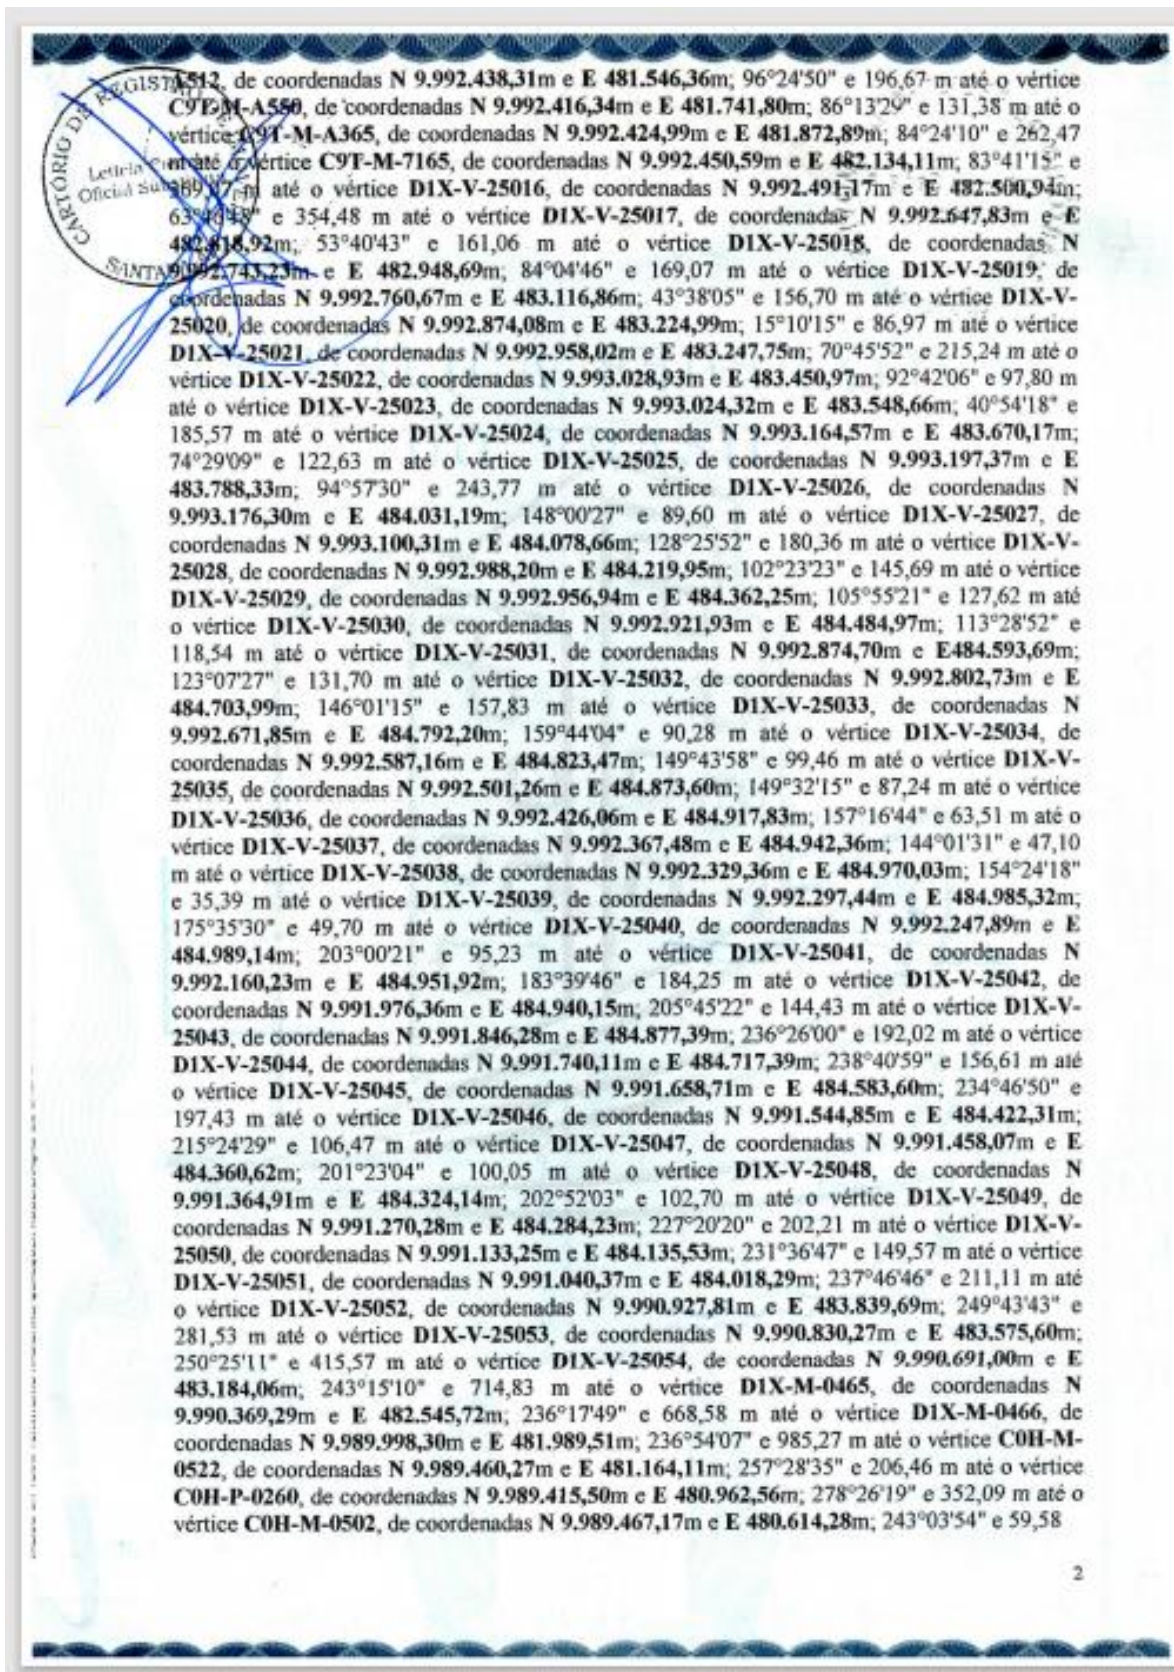 A512, de coordenadas N 9.992.438,31m e E 481.546,36m; 96°24'50" e 196,67 m até o vértice
C9T-M-A550, de coordenadas N 9.992.416,34m e E 481.741,80m; 86°13'29" e 131,38 m até o
vértice C9T-M-A365, de coordenadas N 9.992.424,99m e E 481.872,89m; 84°24'10" e 262,47
m até o vértice C9T-M-7165, de coordenadas N 9.992.450,59m e E 482.134,11m; 83°41'15" e
m até o vértice D1X-V-25016, de coordenadas N 9.992.491,17m e E 482.500,94m;
e 354,48 m até o vértice D1X-V-25017, de coordenadas N 9.992.647,83m e E
482.818,92m; 53°40'43" e 161,06 m até o vértice D1X-V-25018, de coordenadas N
9.992.743,23m e E 482.948,69m; 84°04'46" e 169,07 m até o vértice D1X-V-25019, de
coordenadas N 9.992.760,67m e E 483.116,86m; 43°38'05" e 156,70 m até o vértice D1X-V-
25020, de coordenadas N 9.992.874,08m e E 483.224,99m; 15°10'15" e 86,97 m até o vértice
D1X-V-25021, de coordenadas N 9.992.958,02m e E 483.247,75m; 70°45'52" e 215,24 m até o
vértice D1X-V-25022, de coordenadas N 9.993.028,93m e E 483.450,97m; 92°42'06" e 97,80 m
até o vértice D1X-V-25023, de coordenadas N 9.993.024,32m e E 483.548,66m; 40°54'18" e
185,57 m até o vértice D1X-V-25024, de coordenadas N 9.993.164,57m e E 483.670,17m;
74°29'09" e 122,63 m até o vértice D1X-V-25025, de coordenadas N 9.993.197,37m e E
483.788,33m; 94°57'30" e 243,77 m até o vértice D1X-V-25026, de coordenadas N
9.993.176,30m e E 484.031,19m; 148°00'27" e 89,60 m até o vértice D1X-V-25027, de
coordenadas N 9.993.100,31m e E 484.078,66m; 128°25'52" e 180,36 m até o vértice D1X-V-
25028, de coordenadas N 9.992.988,20m e E 484.219,95m; 102°23'23" e 145,69 m até o vértice
D1X-V-25029, de coordenadas N 9.992.956,94m e E 484.362,25m; 105°55'21" e 127,62 m até
o vértice D1X-V-25030, de coordenadas N 9.992.921,93m e E 484.484,97m; 113°28'52" e
118,54 m até o vértice D1X-V-25031, de coordenadas N 9.992.874,70m e E484.593,69m;
123°07'27" e 131,70 m até o vértice D1X-V-25032, de coordenadas N 9.992.802,73m e E
484.703,99m; 146°01'15" e 157,83 m até o vértice D1X-V-25033, de coordenadas N
9.992.671,85m e E 484.792,20m; 159°44'04" e 90,28 m até o vértice D1X-V-25034, de
coordenadas N 9.992.587,16m e E 484.823,47m; 149°43'58" e 99,46 m até o vértice D1X-V-
25035, de coordenadas N 9.992.501,26m e E 484.873,60m; 149°32'15" e 87,24 m até o vértice
D1X-V-25036, de coordenadas N 9.992.426,06m e E 484.917,83m; 157°16'44" e 63,51 m até o
vértice D1X-V-25037, de coordenadas N 9.992.367,48m e E 484.942,36m; 144°01'31" e 47,10
m até o vértice D1X-V-25038, de coordenadas N 9.992.329,36m e E 484.970,03m; 154°24'18"
e 35,39 m até o vértice D1X-V-25039, de coordenadas N 9.992.297,44m e E 484.985,32m;
175°35'30" e 49,70 m até o vértice D1X-V-25040, de coordenadas N 9.992.247,89m e E
484.989,14m; 203°00'21" e 95,23 m até o vértice D1X-V-25041, de coordenadas N
9.992.160,23m e E 484.951,92m; 183°39'46" e 184,25 m até o vértice D1X-V-25042, de
coordenadas N 9.991.976,36m e E 484.940,15m; 205°45'22" e 144,43 m até o vértice D1X-V-
25043, de coordenadas N 9.991.846,28m e E 484.877,39m; 236°26'00" e 192,02 m até o vértice
D1X-V-25044, de coordenadas N 9.991.740,11m e E 484.717,39m; 238°40'59" e 156,61 m até
o vértice D1X-V-25045, de coordenadas N 9.991.658,71m e E 484.583,60m; 234°46'50" e
197,43 m até o vértice D1X-V-25046, de coordenadas N 9.991.544,85m e E 484.422,31m;
215°24'29" e 106,47 m até o vértice D1X-V-25047, de coordenadas N 9.991.458,07m e E
484.360,62m; 201°23'04" e 100,05 m até o vértice D1X-V-25048, de coordenadas N
9.991.364,91m e E 484.324,14m; 202°52'03" e 102,70 m até o vértice D1X-V-25049, de
coordenadas N 9.991.270,28m e E 484.284,23m; 227°20'20" e 202,21 m até o vértice D1X-V-
25050, de coordenadas N 9.991.133,25m e E 484.135,53m; 231°36'47" e 149,57 m até o vértice
D1X-V-25051, de coordenadas N 9.991.040,37m e E 484.018,29m; 237°46'46" e 211,11 m até
o vértice D1X-V-25052, de coordenadas N 9.990.927,81m e E 483.839,69m; 249°43'43" e
281,53 m até o vértice D1X-V-25053, de coordenadas N 9.990.830,27m e E 483.575,60m;
250°25'11" e 415,57 m até o vértice D1X-V-25054, de coordenadas N 9.990.691,00m e E
483.184,06m; 243°15'10" e 714,83 m até o vértice D1X-M-0465, de coordenadas N
9.990.369,29m e E 482.545,72m; 236°17'49" e 668,58 m até o vértice D1X-M-0466, de
coordenadas N 9.989.998,30m e E 481.989,51m; 236°54'07" e 985,27 m até o vértice C0H-M-
0522, de coordenadas N 9.989.460,27m e E 481.164,11m; 257°28'35" e 206,46 m até o vértice
C0H-P-0260, de coordenadas N 9.989.415,50m e E 480.962,56m; 278°26'19" e 352,09 m até o
vértice C0H-M-0502, de coordenadas N 9.989.467,17m e E 480.614,28m; 243°03'54" e 59,58
2
CARTÓRIO DE REGIST
Leticia
Oficial
SANTA